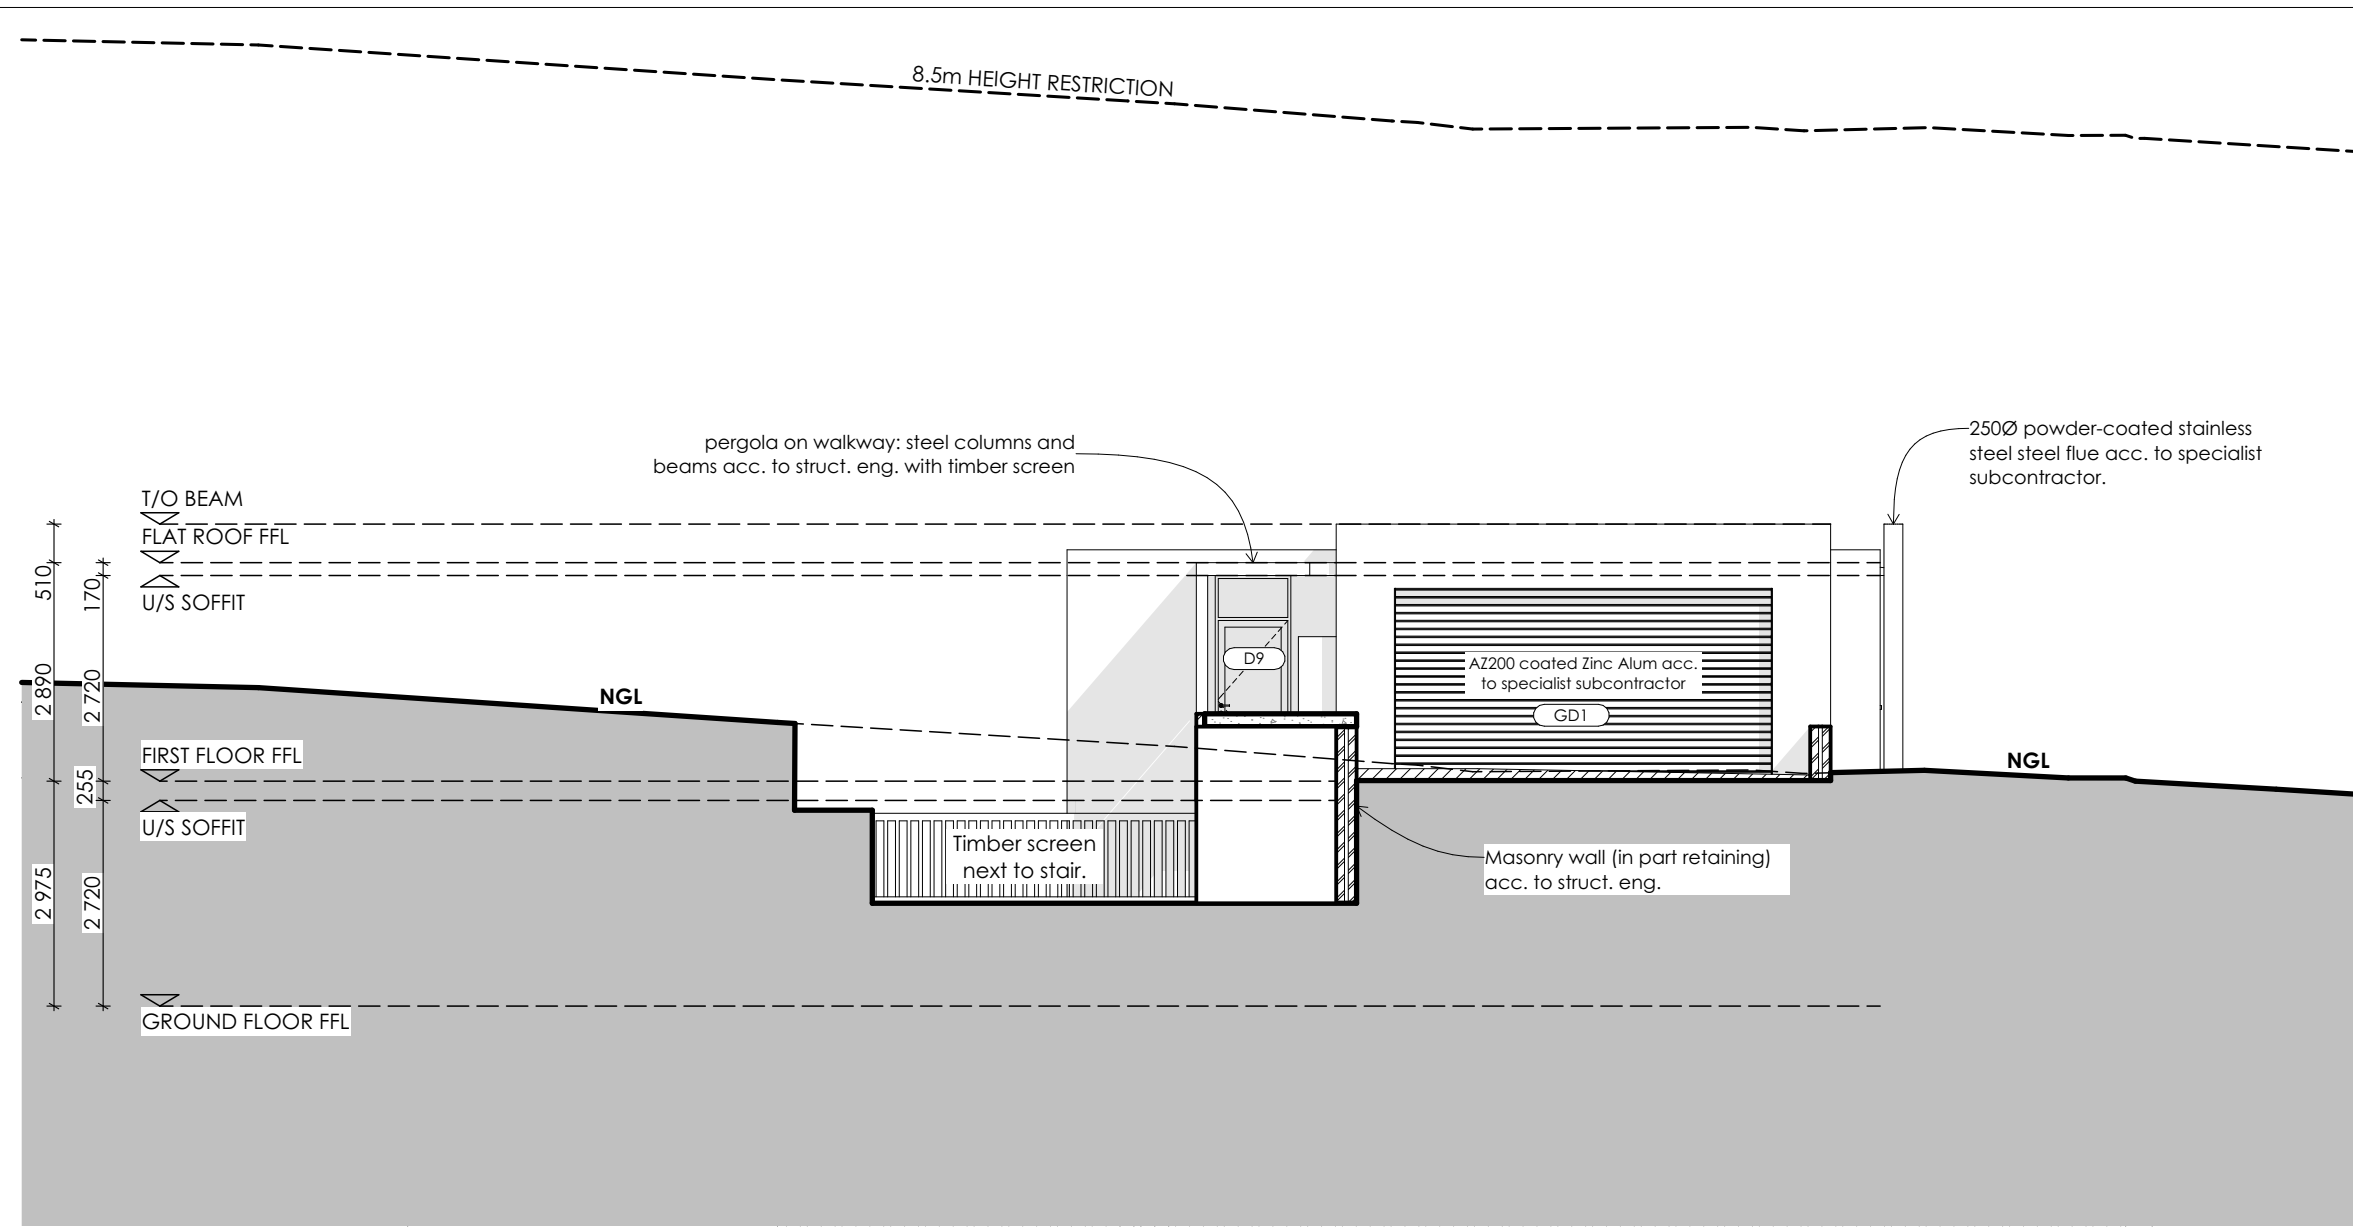 8.5m HEIGHT RESTRICTION
pergola on walkway: steel columns and
beams acc. to struct. eng. with timber screen
250Ø powder-coated stainless
steel steel flue acc. to specialist
subcontractor.
T/O BEAM
FLAT ROOF FFL
U/S SOFFIT
510
170
2 890
2 720
NGL
D9
AZ200 coated Zinc Alum acc.
to specialist subcontractor
GD1
NGL
FIRST FLOOR FFL
255
U/S SOFFIT
Timber screen
next to stair.
Masonry wall (in part retaining)
acc. to struct. eng.
2 975
2 720
GROUND FLOOR FFL